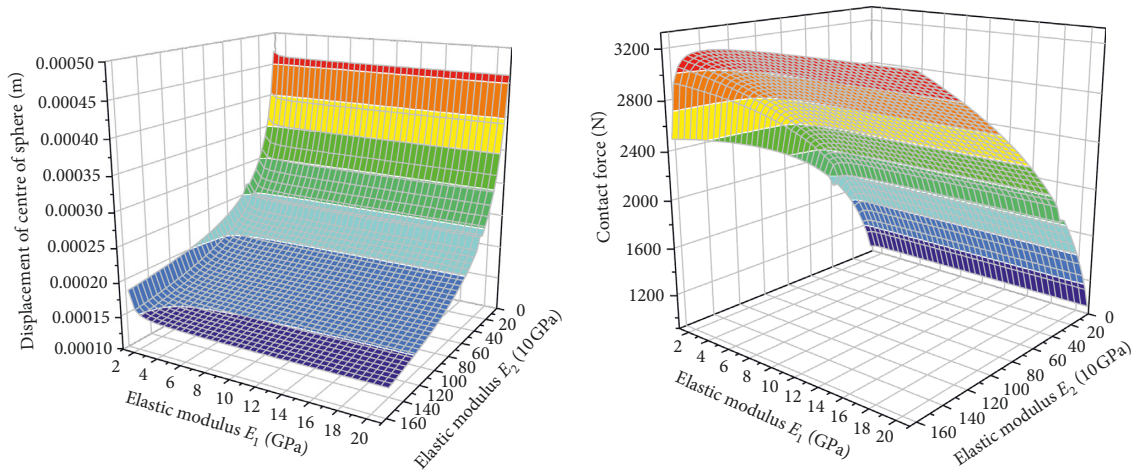 Displacement of centre of sphere (m)
0.00050
0.00045
0.00040
0.00035
0.00030
0.00025
0.00020
0.00015
0.00010
2 4 6 8 10 12 14 16 18 20
Elastic modulus E1 (GPa)
0 20 40 60 80 100 120 140 160
Elastic modulus E2 (10 GPa)
Contact force (N)
3200
2800
2400
2000
1600
1200
2 4 6 8 10 12 14 16 18 20
Elastic modulus E1 (GPa)
0 20 40 60 80 100 120 140 160
Elastic modulus E2 (10 GPa)